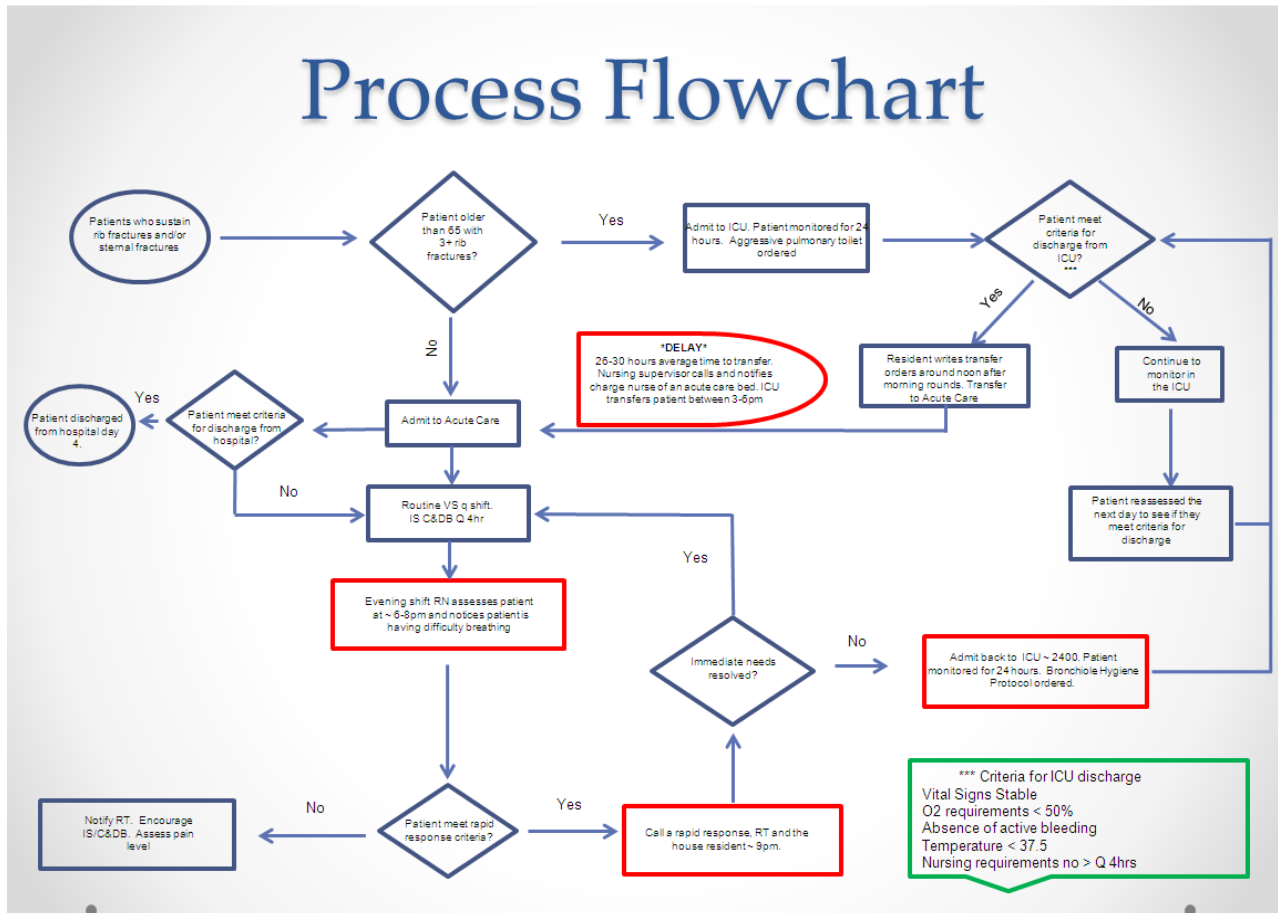 Process Flowchart
Patients who sustain
rib fractures and/or
sternal fractures
Patient older
than 65 with
3+ rib
fractures?
Yes
Admit to ICU. Patient monitored for 24
hours. Aggressive pulmonary toilet
ordered
Patient meet
criteria for
discharge from
ICU?
***
Yes
No
No
*DELAY*
26-30 hours average time to transfer.
Nursing supervisor calls and notifies
charge nurse of an acute care bed. ICU
transfers patient between 3-6pm
Resident writes transfer
orders around noon after
morning rounds. Transfer
to Acute Care
Continue to
monitor in
the ICU
Patient discharged
from hospital day
4.
Yes
Patient meet criteria
for discharge from
hospital?
Admit to Acute Care
No
Routine VS q shift.
IS C&DB Q 4hr
Patient reassessed
the next day to see if they
meet criteria for
discharge
Yes
Evening shift RN assesses patient
at ~ 6-8pm and notices patient is
having difficulty breathing
Immediate needs
resolved?
No
Admit back to ICU ~ 2400. Patient
monitored for 24 hours. Bronchiole Hygiene
Protocol ordered.
Notify RT. Encourage
IS/C&DB. Assess pain
level
No
Patient meet rapid
response criteria?
Yes
Call a rapid response, RT and the
house resident ~ 9pm.
*** Criteria for ICU discharge
Vital Signs Stable
O2 requirements < 50%
Absence of active bleeding
Temperature < 37.5
Nursing requirements no > Q 4hrs